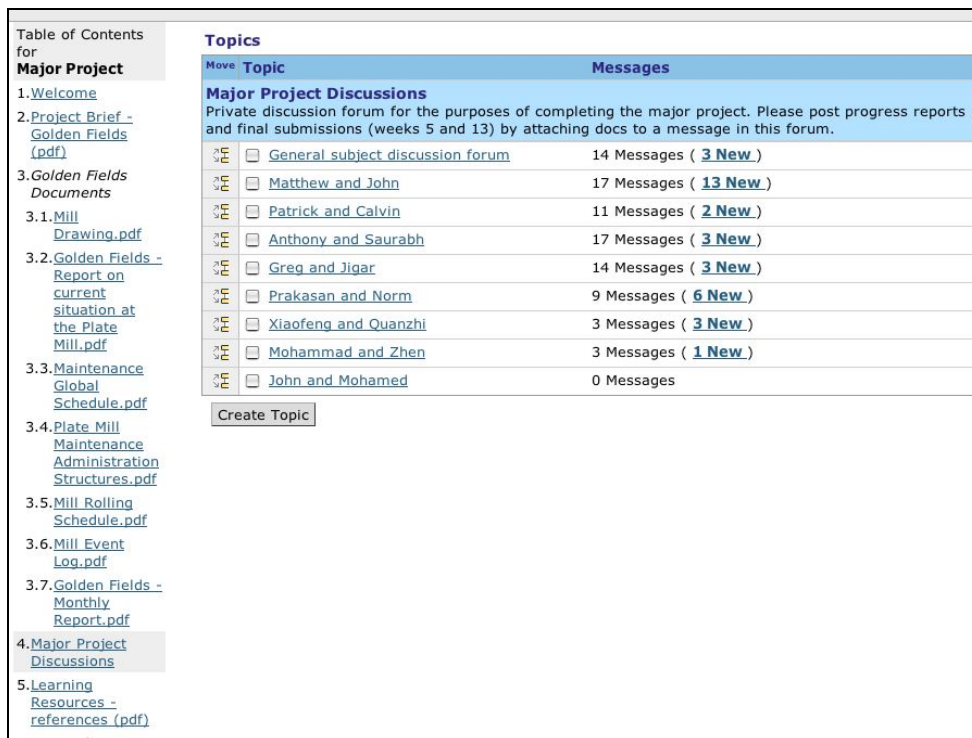 Table of Contents
for
Major Project
1.Welcome
2.Project Brief -
Golden Fields
(pdf)
3.Golden Fields
Documents
3.1.Mill
Drawing.pdf
3.2.Golden Fields -
Report on
current
situation at
the Plate
Mill.pdf
3.3.Maintenance
Global
Schedule.pdf
3.4.Plate Mill
Maintenance
Administration
Structures.pdf
3.5.Mill Rolling
Schedule.pdf
3.6.Mill Event
Log.pdf
3.7.Golden Fields -
Monthly
Report.pdf
4.Major Project
Discussions
5.Learning
Resources -
references (pdf)
Topics
Move Topic Messages
Major Project Discussions
Private discussion forum for the purposes of completing the major project. Please post progress reports
and final submissions (weeks 5 and 13) by attaching docs to a message in this forum.
General subject discussion forum 14 Messages ( 3 New )
Matthew and John 17 Messages ( 13 New )
Patrick and Calvin 11 Messages ( 2 New )
Anthony and Saurabh 17 Messages ( 3 New )
Greg and Jigar 14 Messages ( 3 New )
Prakasan and Norm 9 Messages ( 6 New )
Xiaofeng and Quanzhi 3 Messages ( 3 New )
Mohammad and Zhen 3 Messages ( 1 New )
John and Mohamed 0 Messages
Create Topic